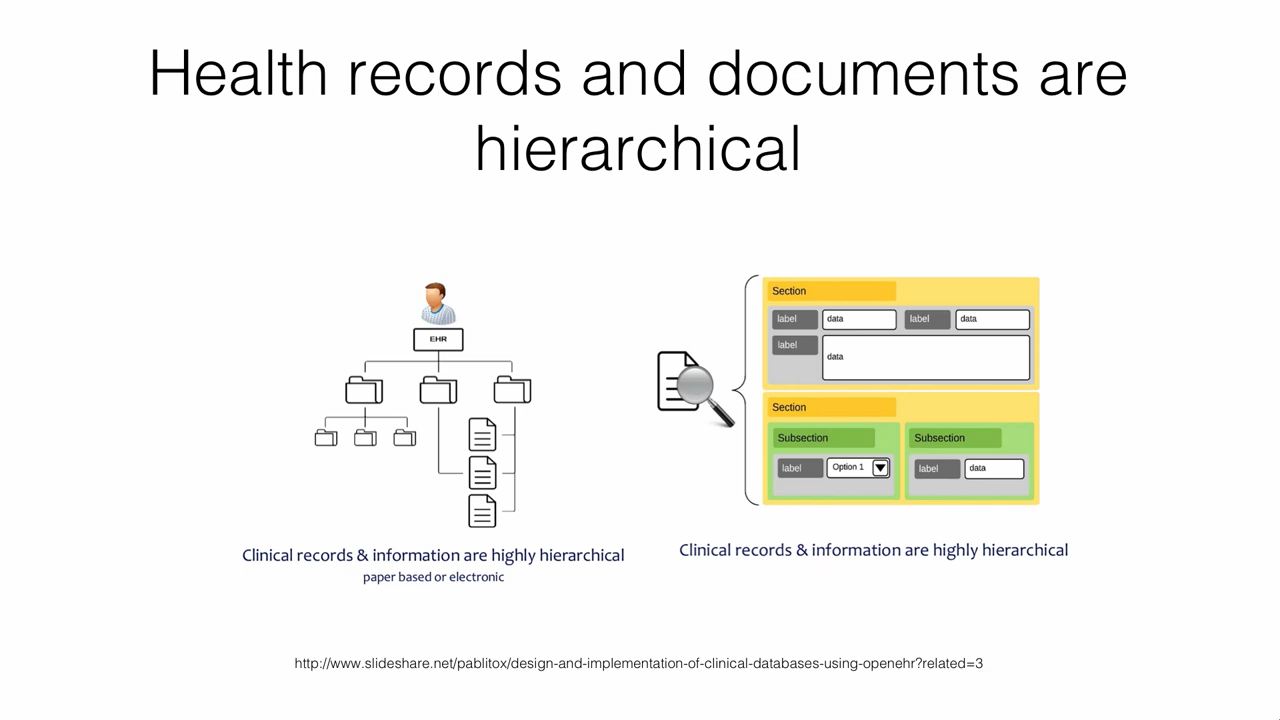 Health records and documents are
hierarchical
EHR
Clinical records & information are highly hierarchical
paper based or electronic
Section
label data label data
label data
Section
Subsection Subsection
label Option 1 label data
Clinical records & information are highly hierarchical
http://www.slideshare.net/pablitox/design-and-implementation-of-clinical-databases-using-openehr?related=3